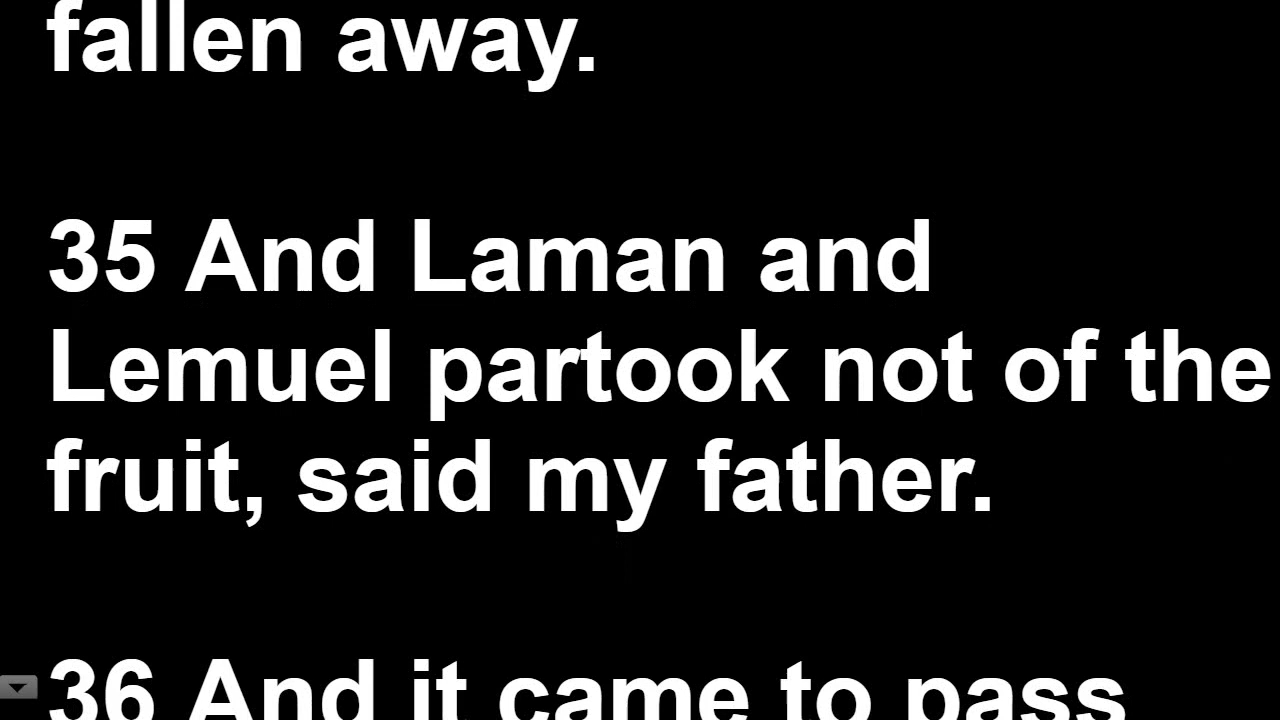 fallen away.
35 And Laman and
Lemuel partook not of the
fruit, said my father.
36 And it came to pass